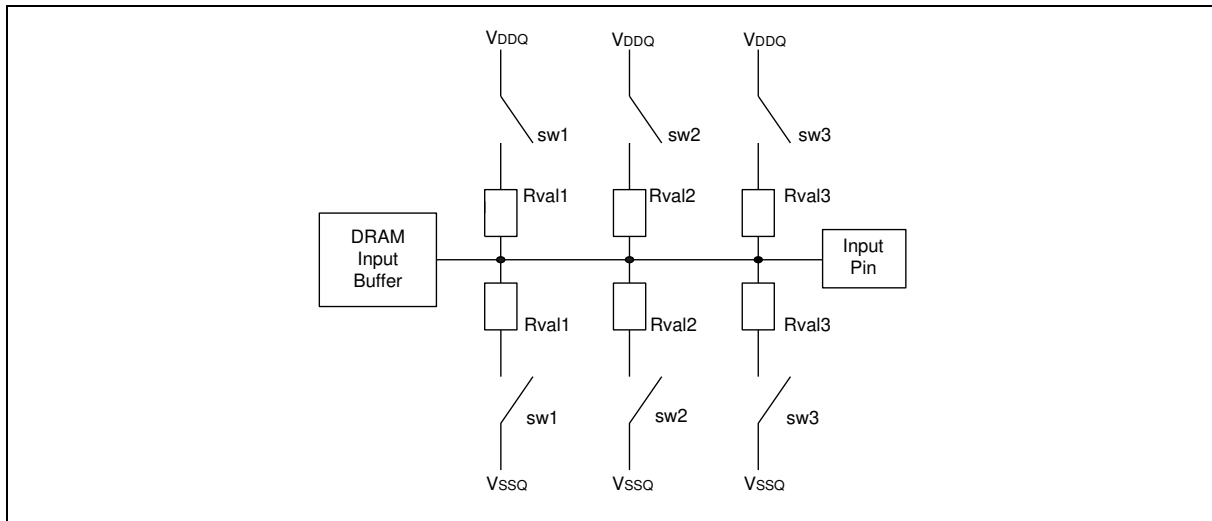 VDDQ VDDQ VDDQ
sw1 sw2 sw3
Rval1 Rval2 Rval3
DRAM
Input
Buffer
Input
Pin
Rval1 Rval2 Rval3
sw1 sw2 sw3
VSSQ VSSQ VSSQ